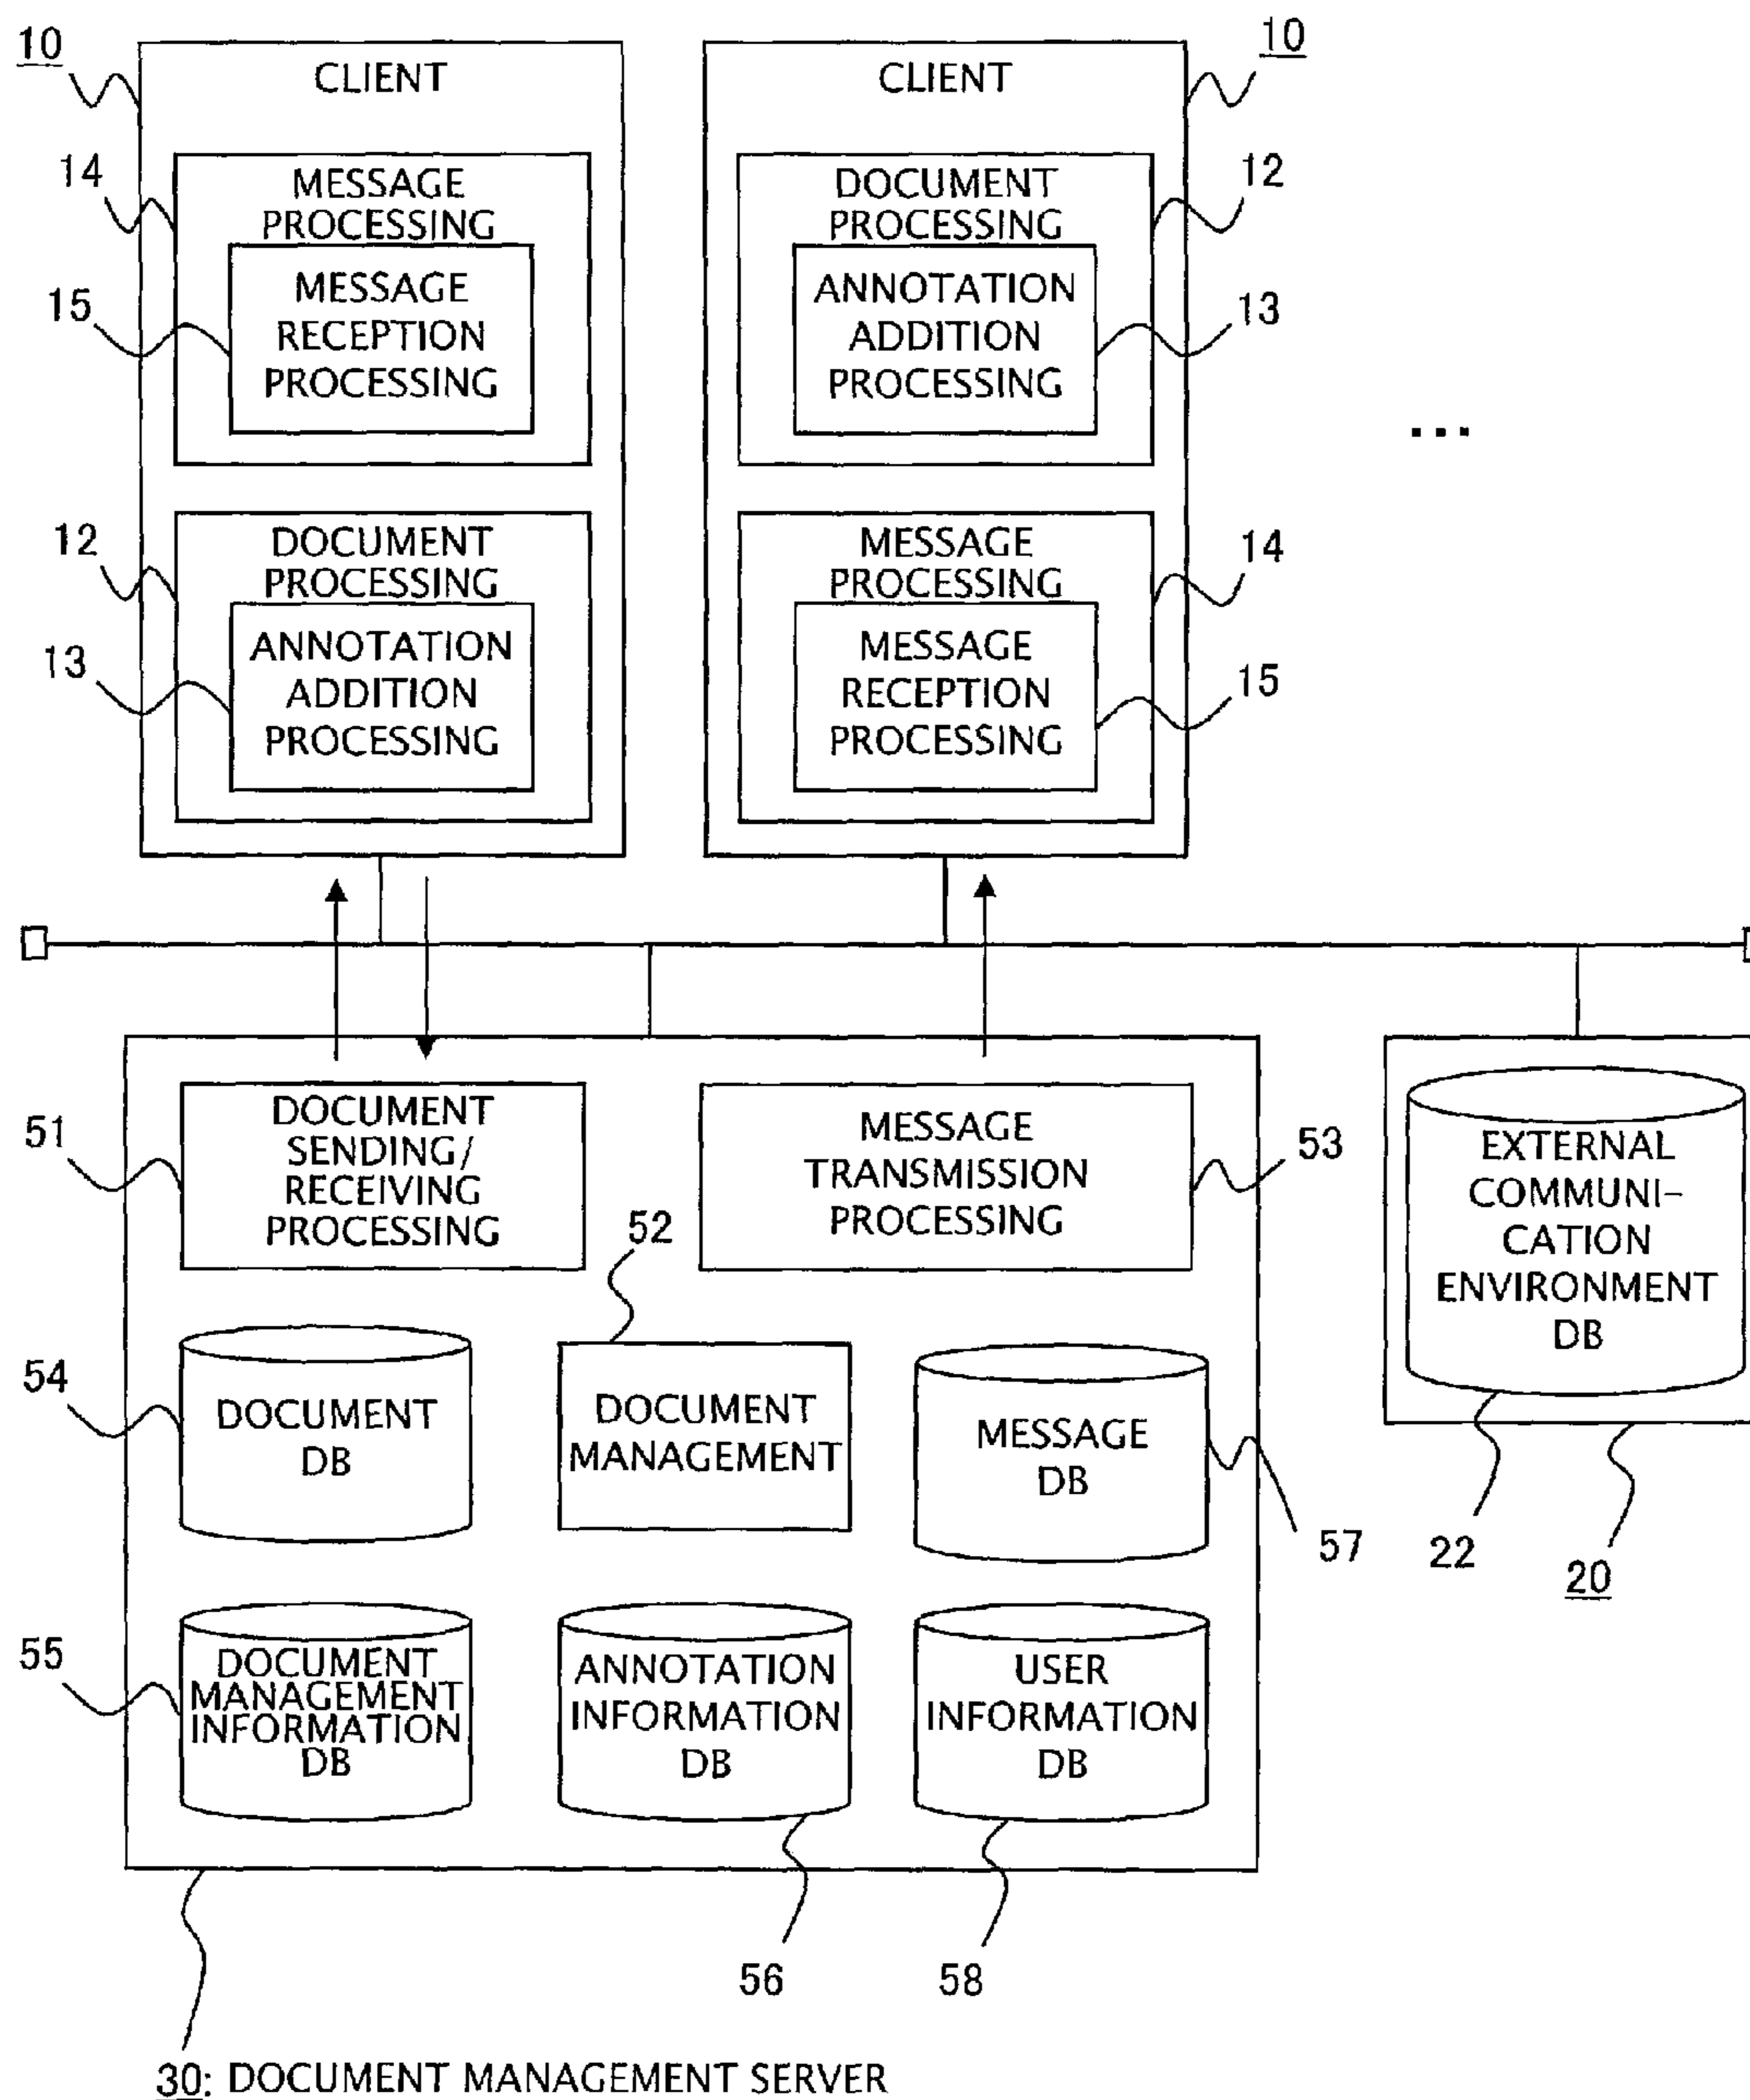 10
CLIENT
14
MESSAGE
PROCESSING
15
MESSAGE
RECEPTION
PROCESSING
12
DOCUMENT
PROCESSING
13
ANNOTATION
ADDITION
PROCESSING
10
CLIENT
12
DOCUMENT
PROCESSING
13
ANNOTATION
ADDITION
PROCESSING
14
MESSAGE
PROCESSING
15
MESSAGE
RECEPTION
PROCESSING
...
51
DOCUMENT
SENDING/
RECEIVING
PROCESSING
53
MESSAGE
TRANSMISSION
PROCESSING
52
DOCUMENT
MANAGEMENT
54
DOCUMENT
DB
57
MESSAGE
DB
55
DOCUMENT
MANAGEMENT
INFORMATION
DB
56
ANNOTATION
INFORMATION
DB
58
USER
INFORMATION
DB
EXTERNAL
COMMUNI-
CATION
ENVIRONMENT
DB
22
20
30: DOCUMENT MANAGEMENT SERVER